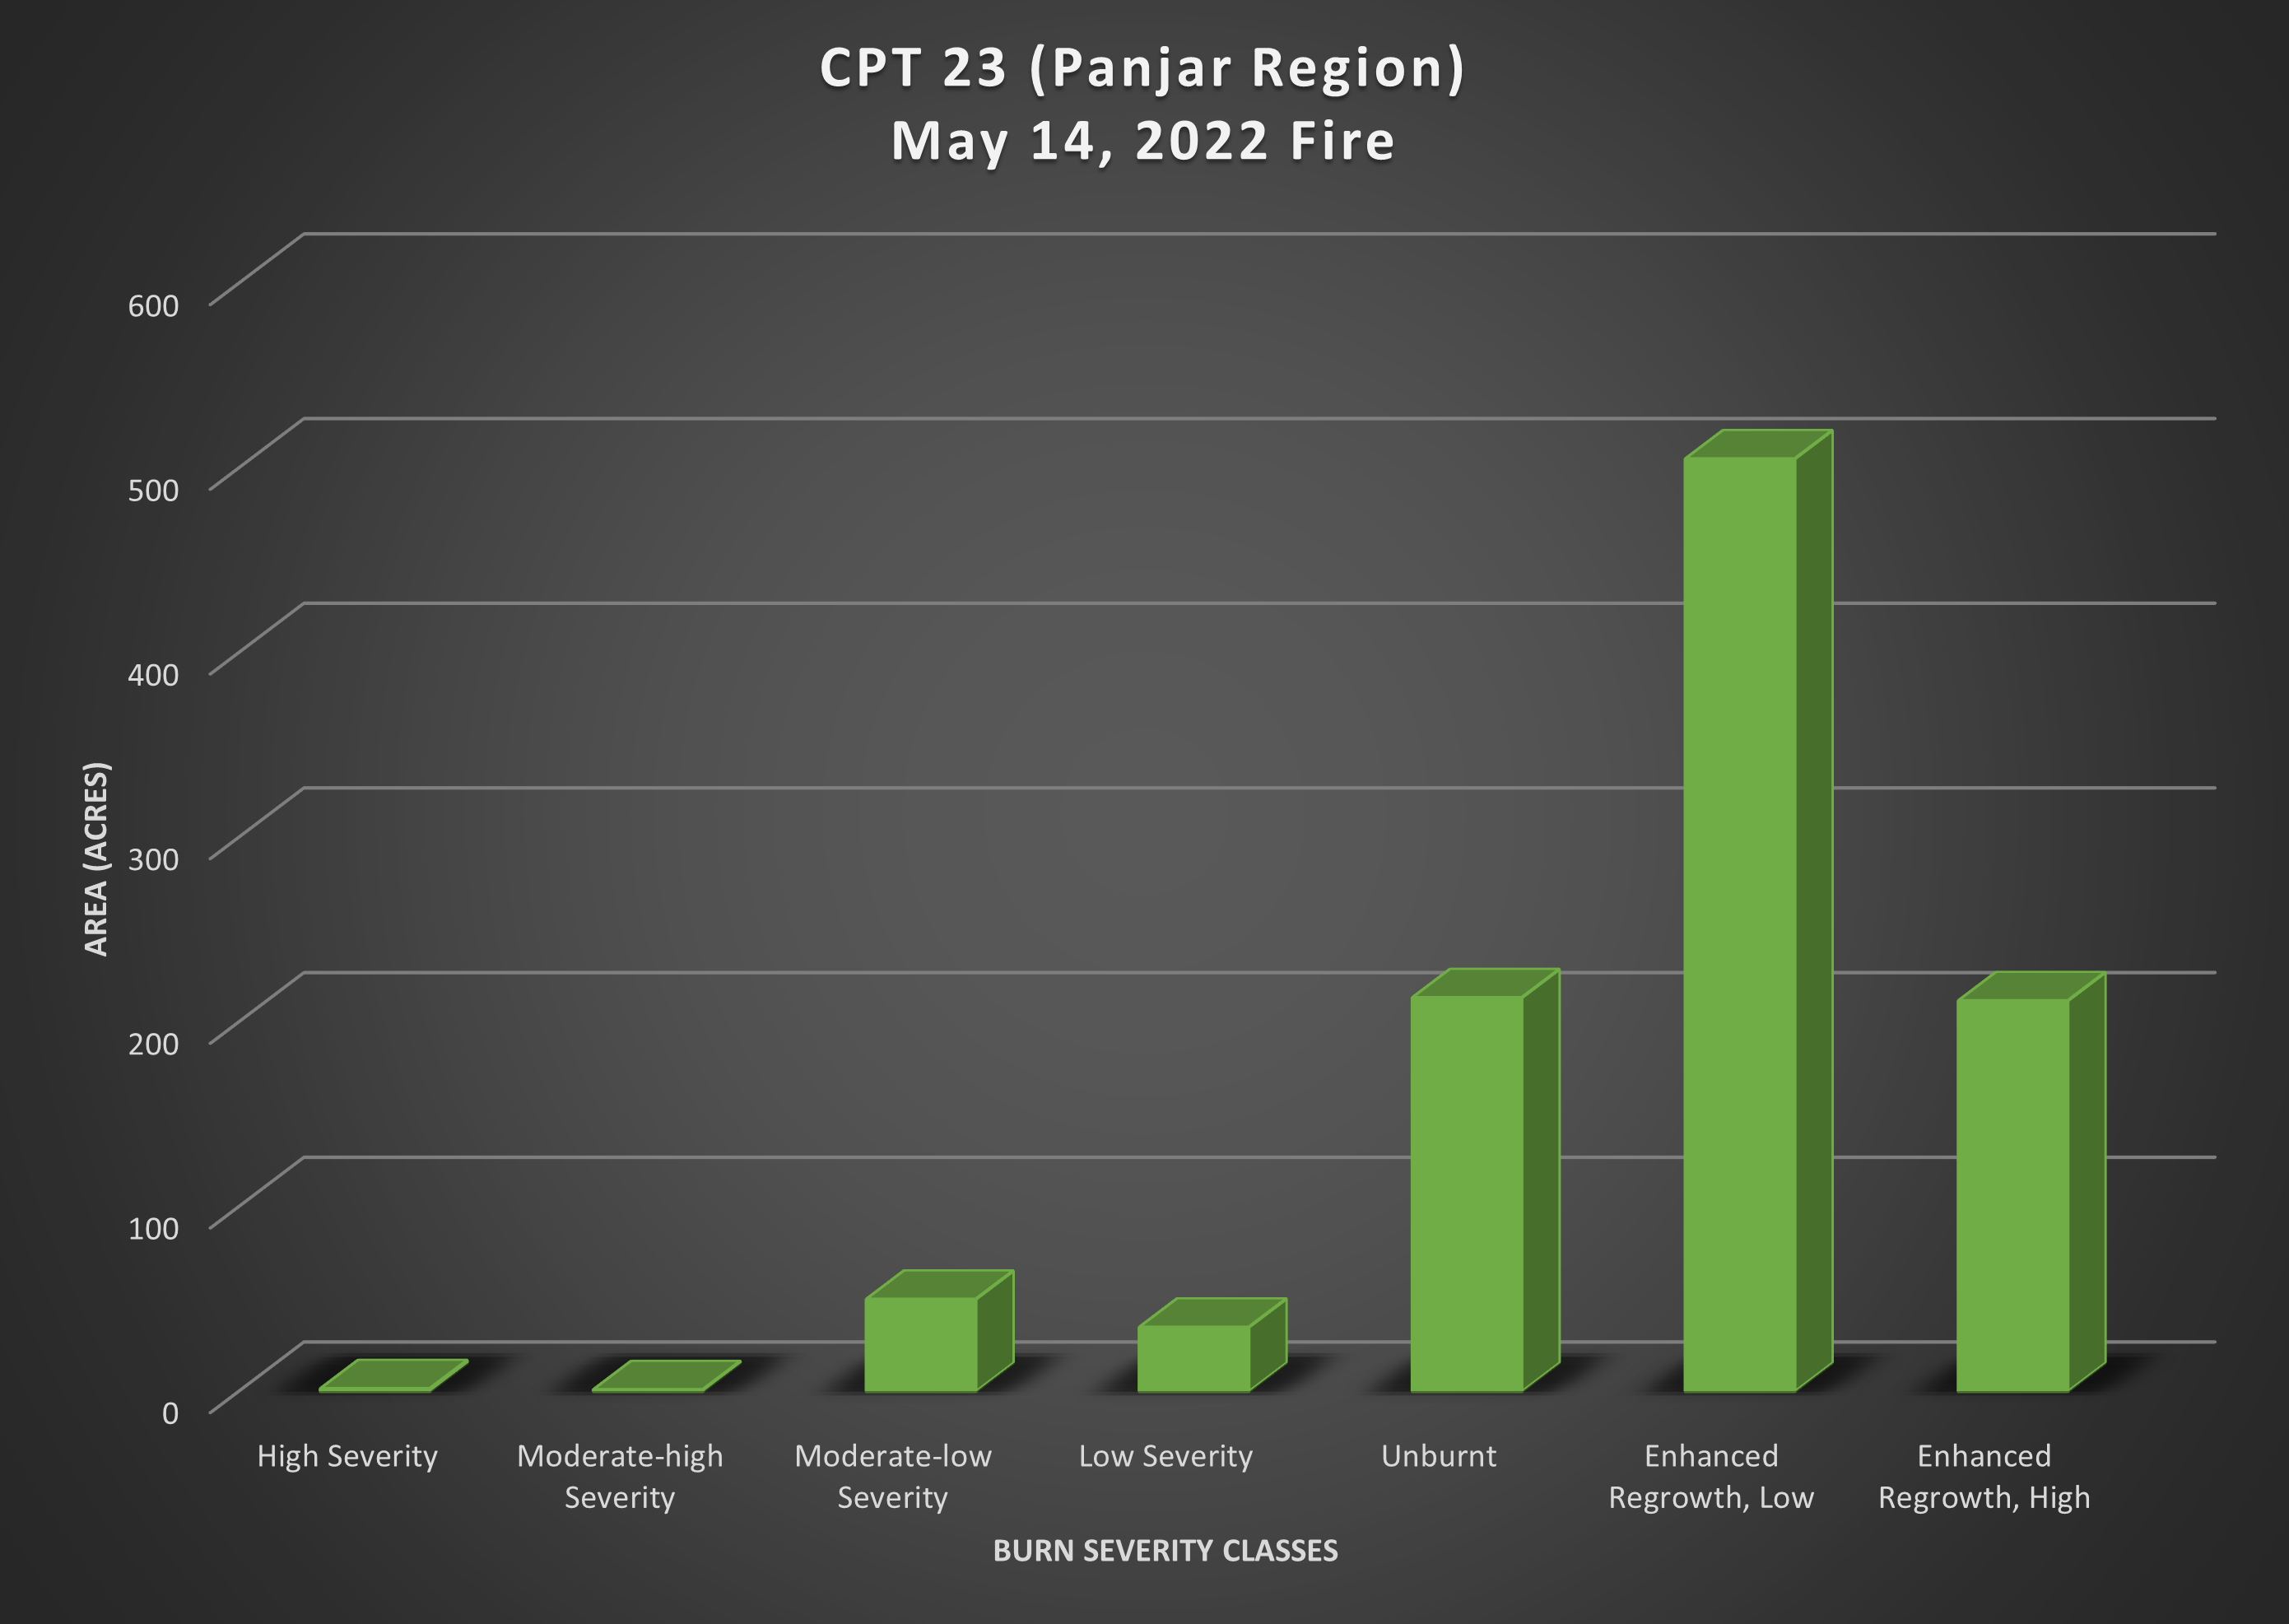 CPT 23 (Panjar Region)
May 14, 2022 Fire
600
500
400
300
200
100
0
AREA (ACRES)
High Severity
Moderate-high
Severity
Moderate-low
Severity
Low Severity
Unburnt
Enhanced
Regrowth, Low
Enhanced
Regrowth, High
BURN SEVERITY CLASSES